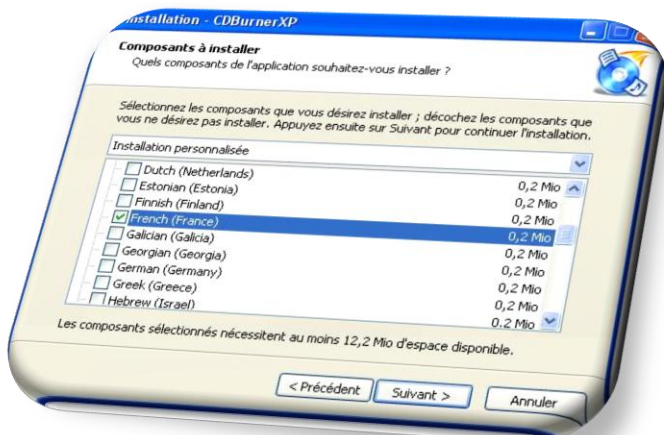 Installation - CDBurnerXP
Composants à installer
Quels composants de l'application souhaitez-vous installer ?
Sélectionnez les composants que vous désirez installer ; décochez les composants que
vous ne désirez pas installer. Appuyez ensuite sur Suivant pour continuer l'installation.
Installation personnalisée
Dutch (Netherlands) 0,2 Mio
Estonian (Estonia) 0,2 Mio
Finnish (Finland) 0,2 Mio
French (France) 0,2 Mio
Galician (Galicia) 0,2 Mio
Georgian (Georgia) 0,2 Mio
German (Germany) 0,2 Mio
Greek (Greece) 0,2 Mio
Hebrew (Israel) 0,2 Mio
Les composants sélectionnés nécessitent au moins 12,2 Mio d'espace disponible.
< Précédent Suivant > Annuler